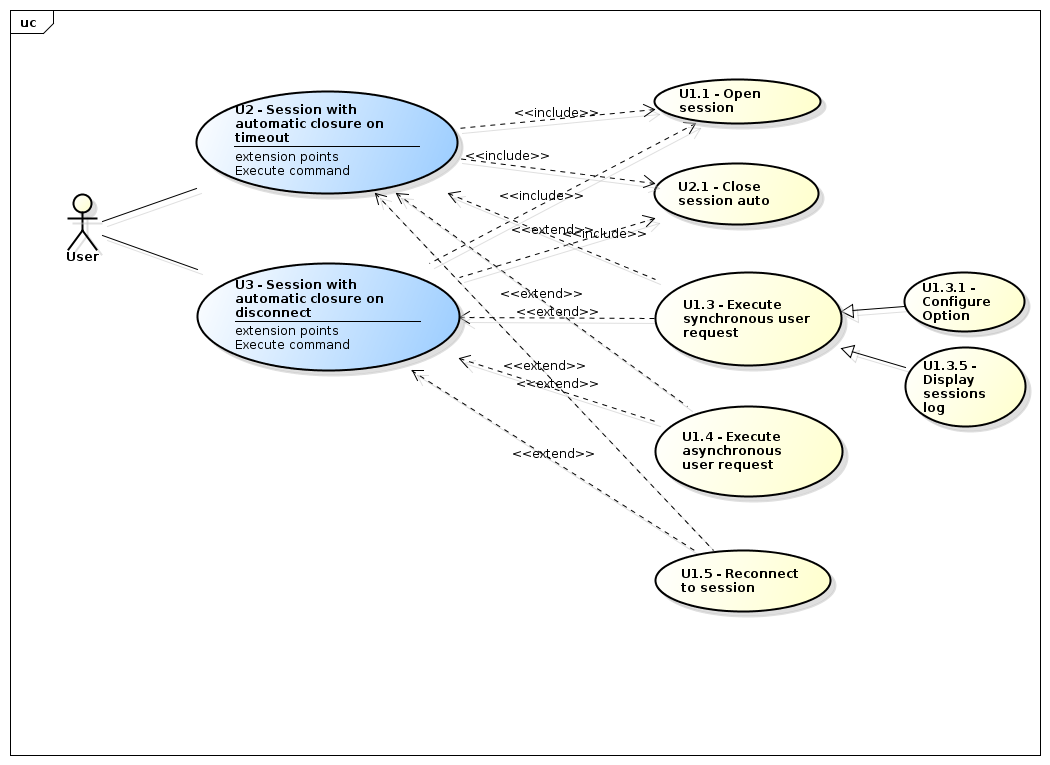 uc
U2 - Session with
automatic closure on
timeout
extension points
Execute command
U1.1 - Open
session
<<include>>
<<include>>
U2.1 - Close
session auto
<<include>>
<<extend>>
<<include>>
User
U3 - Session with
automatic closure on
disconnect
extension points
Execute command
<<extend>>
<<extend>>
U1.3 - Execute
synchronous user
request
U1.3.1 -
Configure
Option
<<extend>>
<<extend>>
U1.3.5 -
Display
sessions
log
<<extend>>
U1.4 - Execute
asynchronous
user request
U1.5 - Reconnect
to session